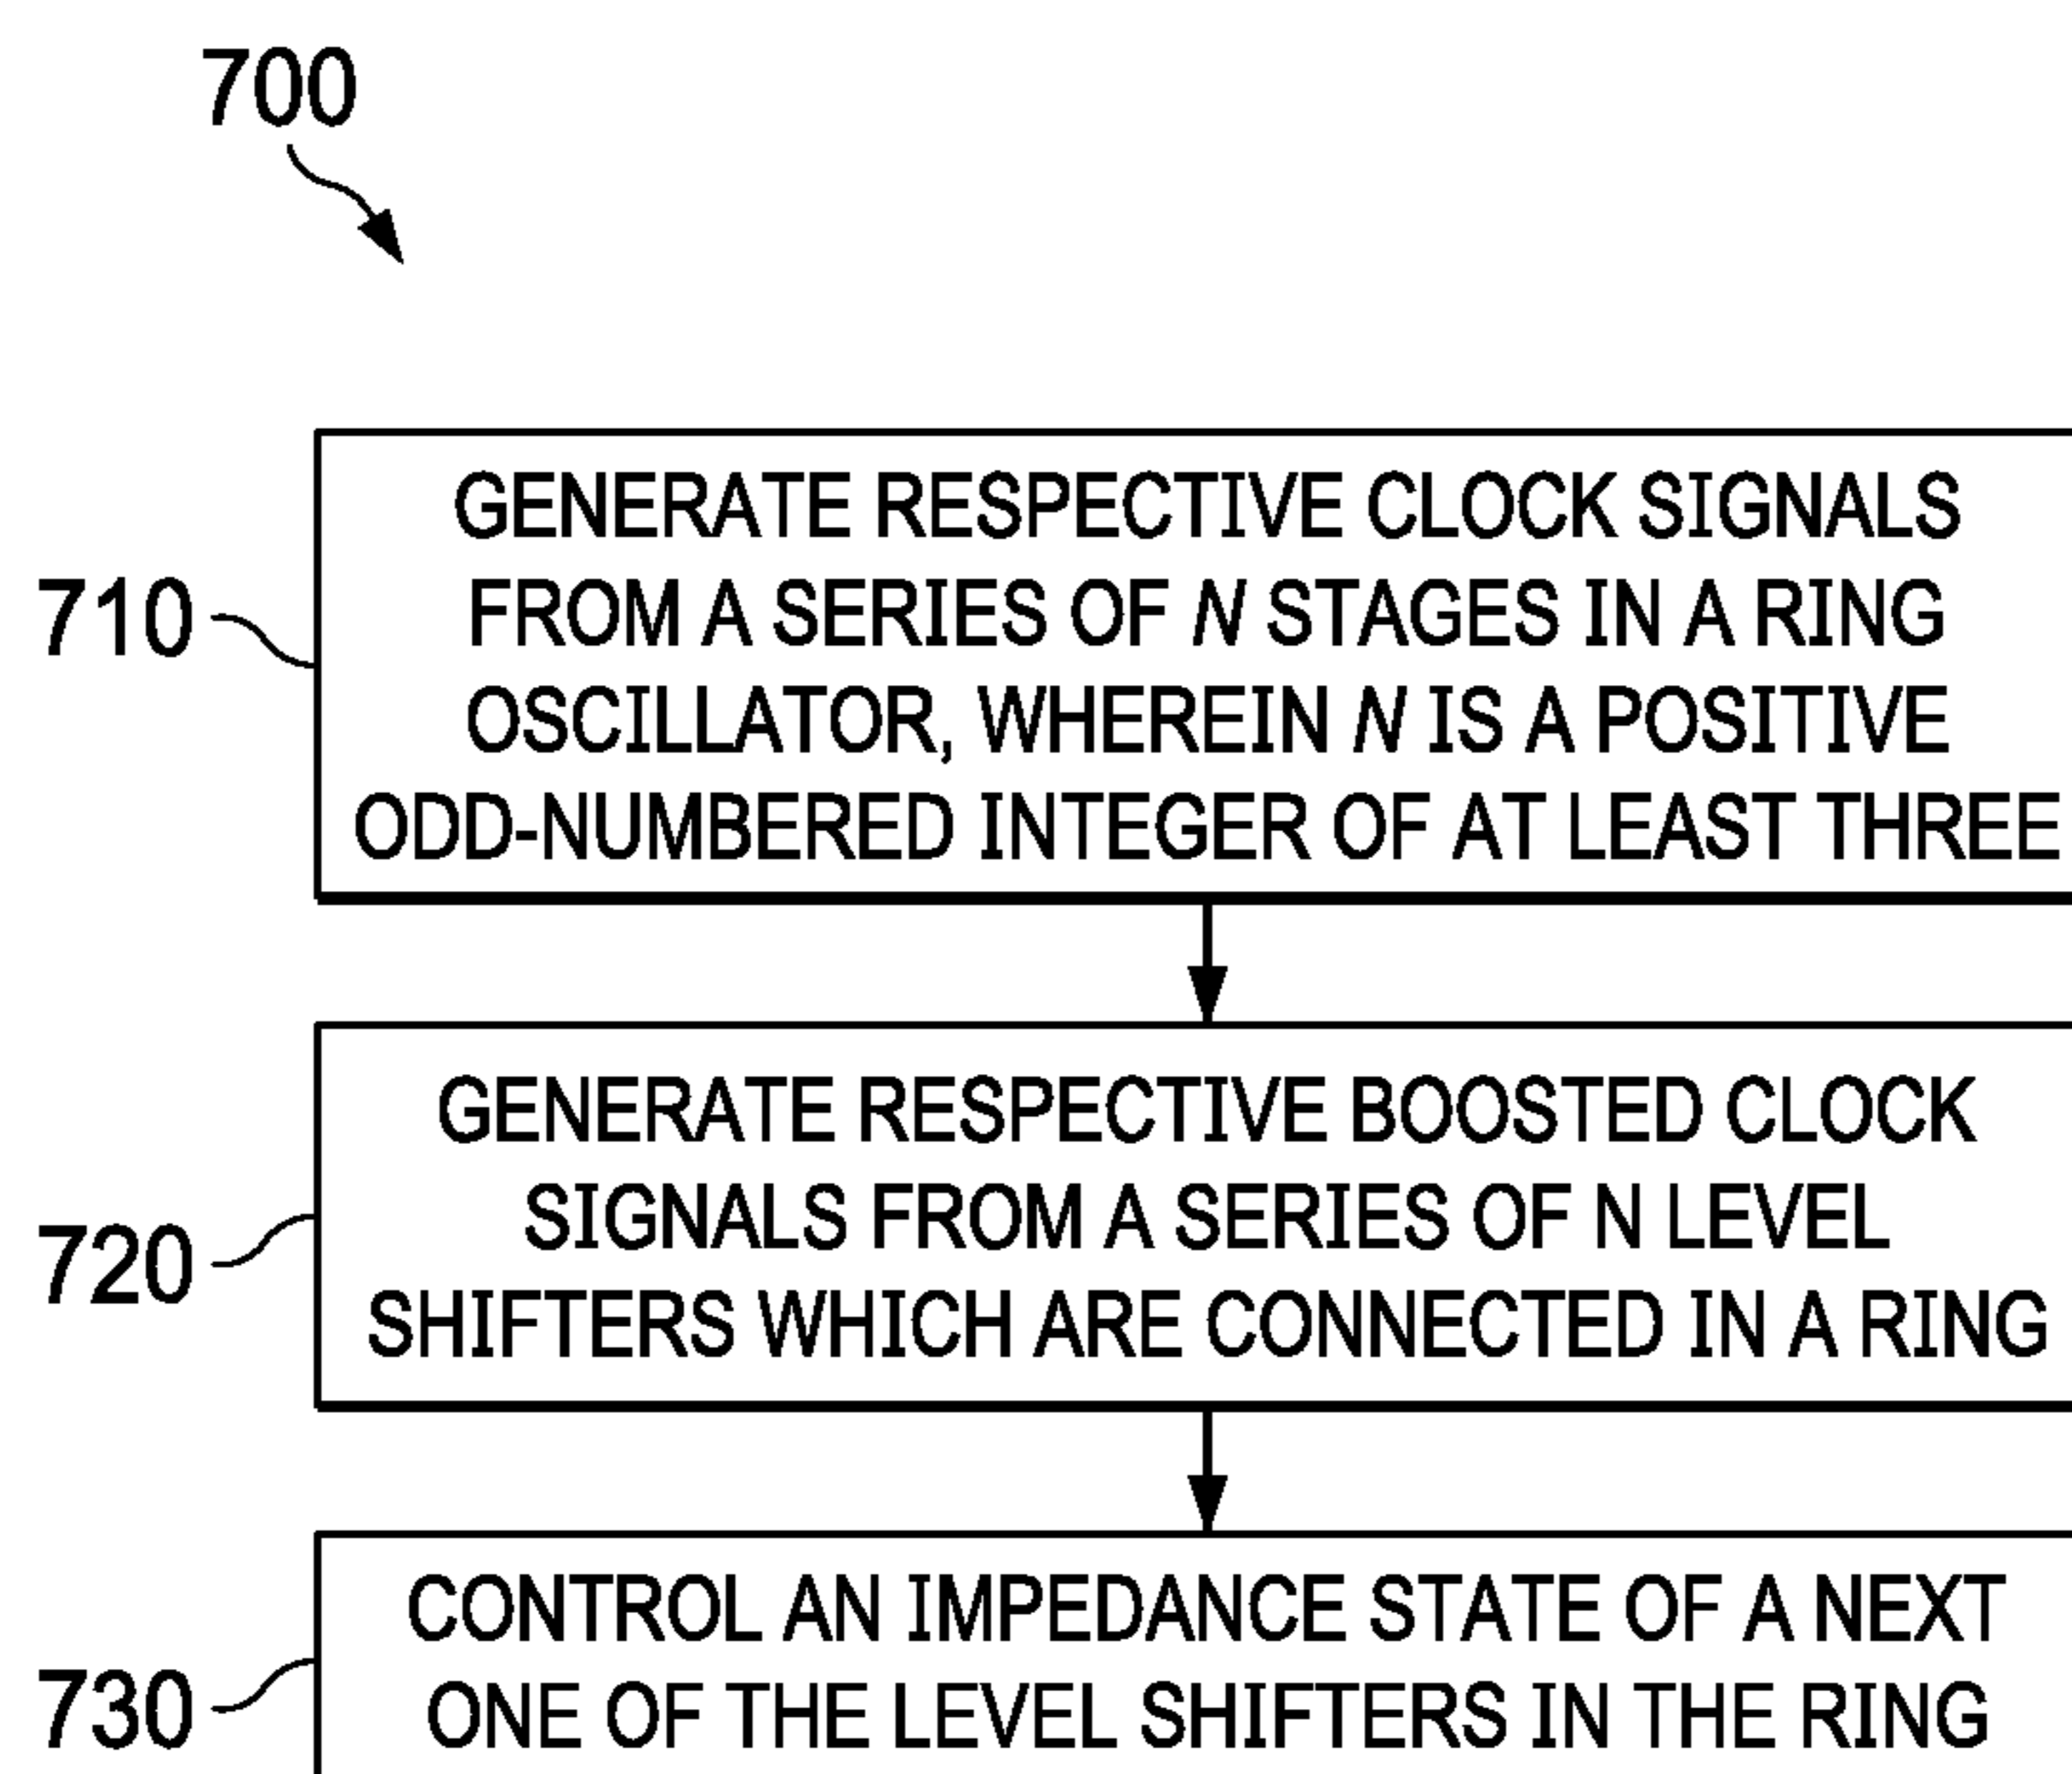 700
710
GENERATE RESPECTIVE CLOCK SIGNALS
FROM A SERIES OF N STAGES IN A RING
OSCILLATOR, WHEREIN N IS A POSITIVE
ODD-NUMBERED INTEGER OF AT LEAST THREE
720
GENERATE RESPECTIVE BOOSTED CLOCK
SIGNALS FROM A SERIES OF N LEVEL
SHIFTERS WHICH ARE CONNECTED IN A RING
730
CONTROL AN IMPEDANCE STATE OF A NEXT
ONE OF THE LEVEL SHIFTERS IN THE RING